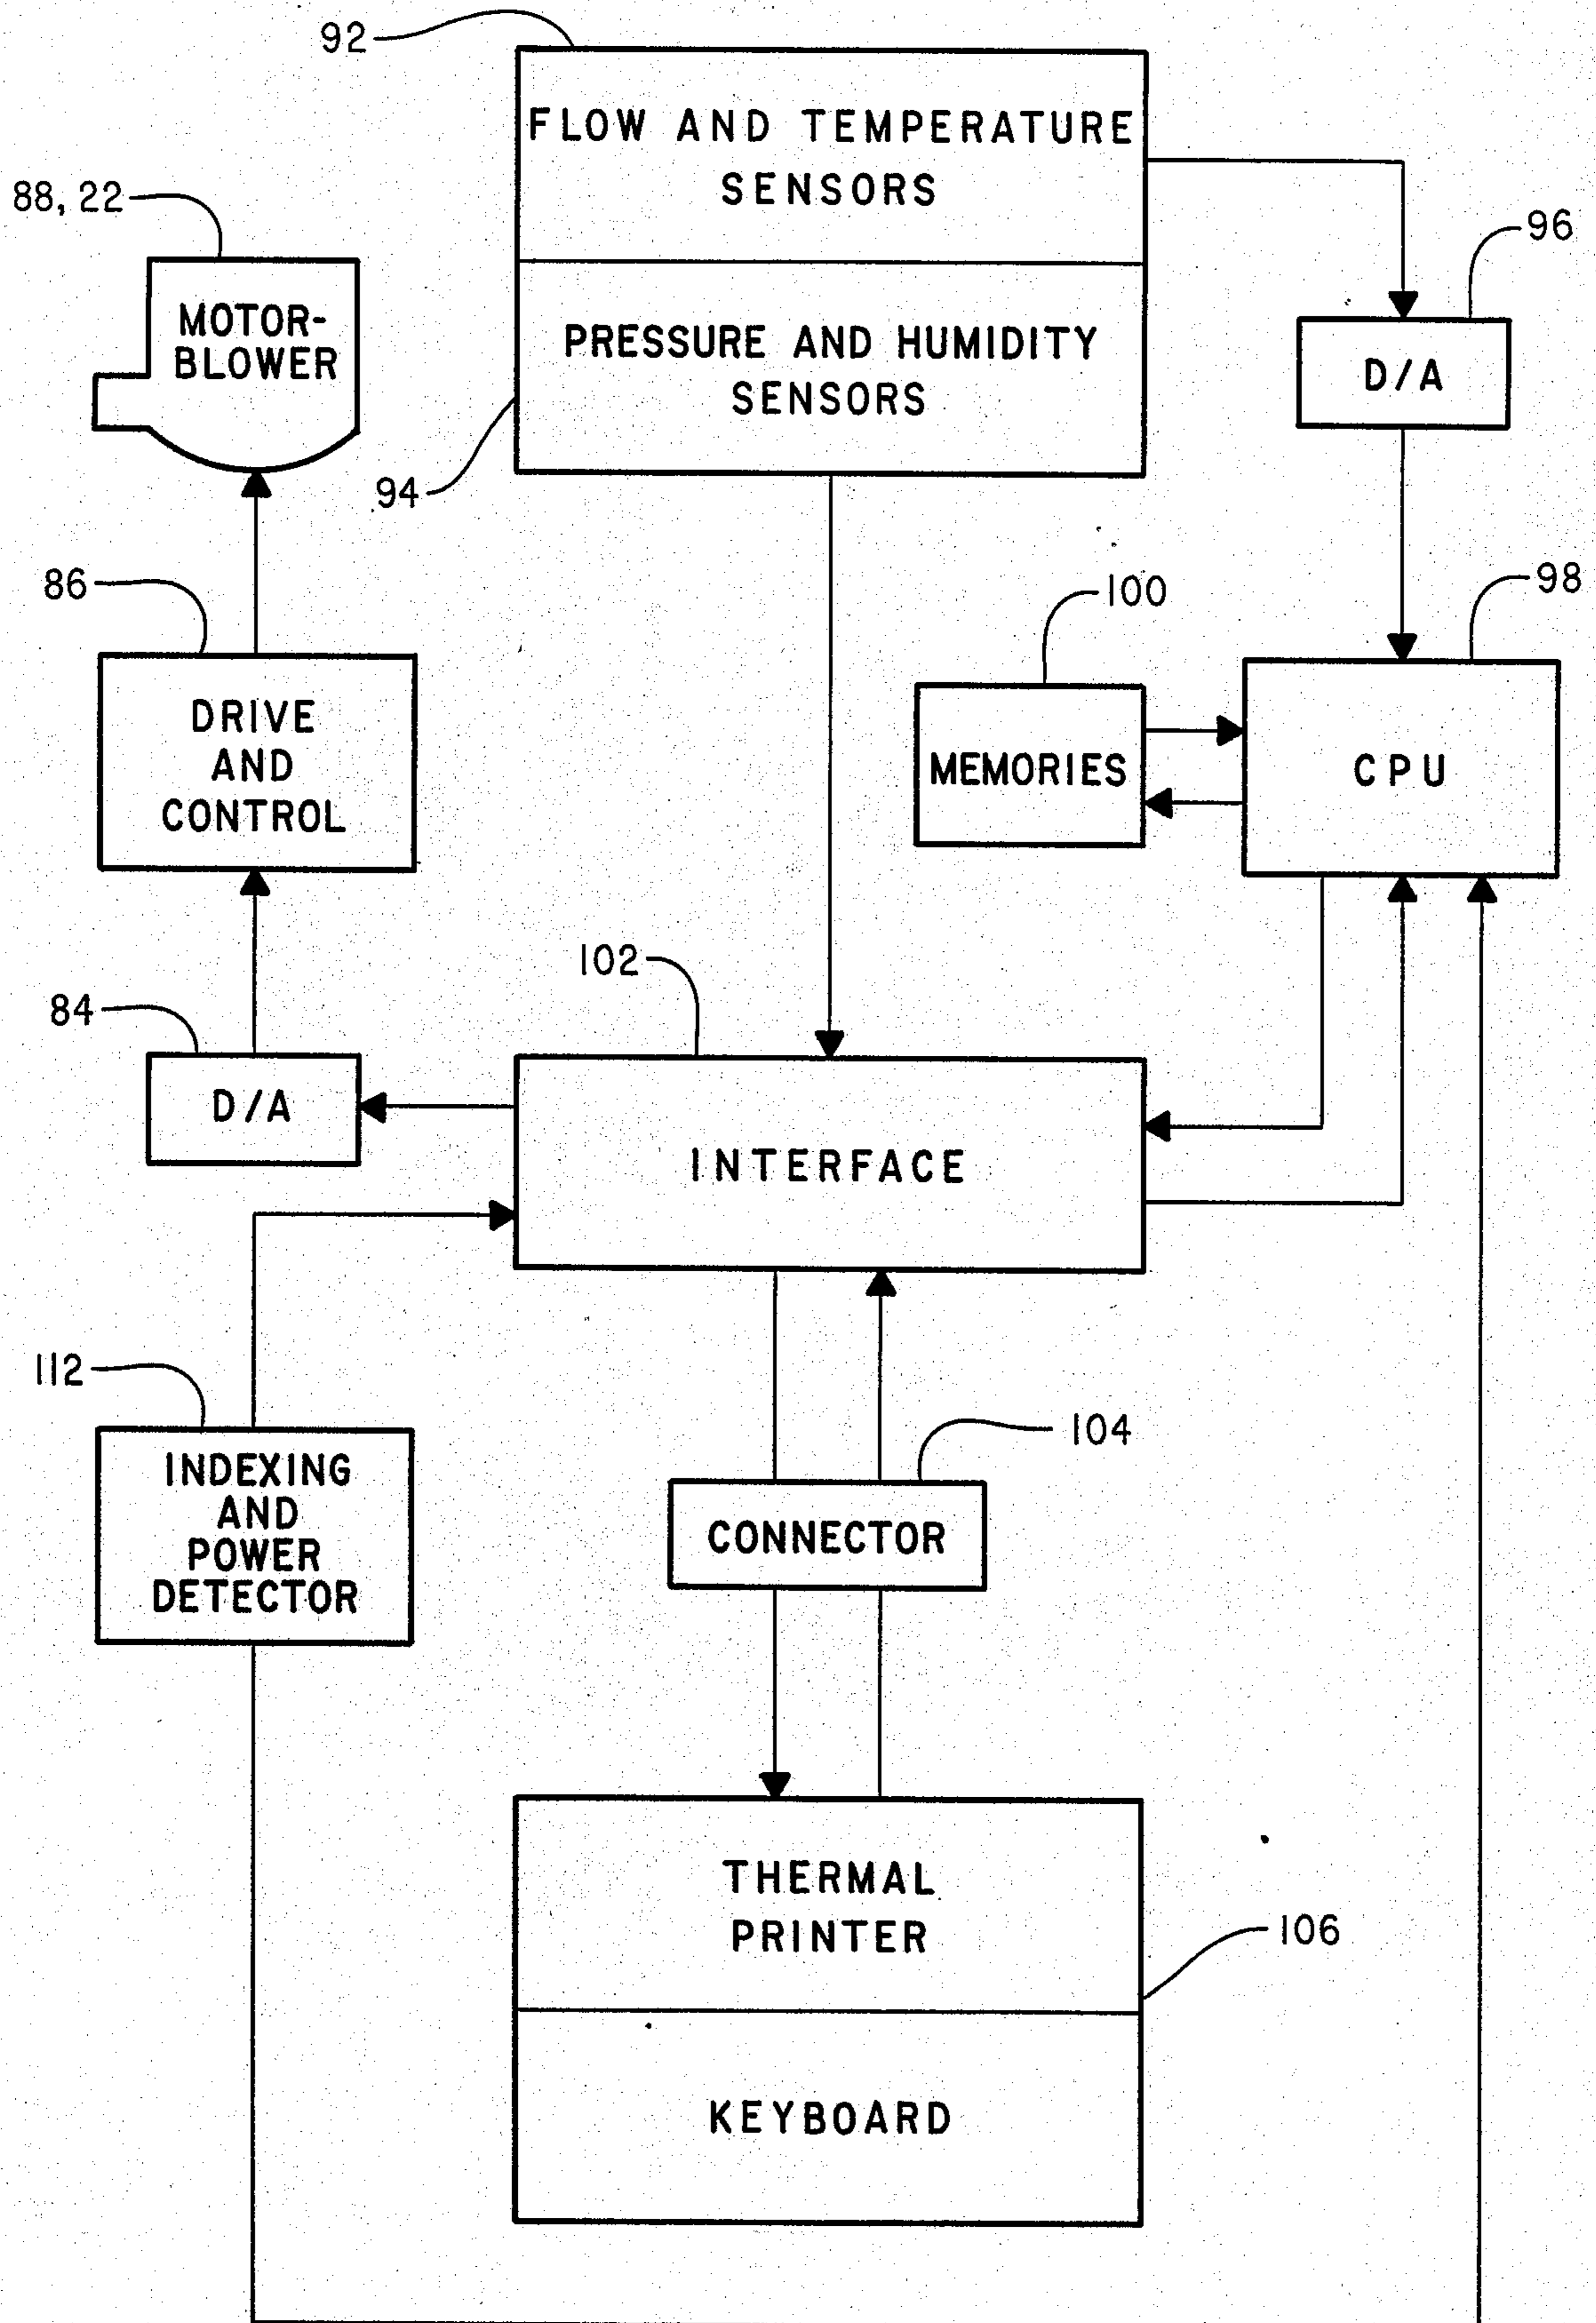 92
FLOW AND TEMPERATURE
SENSORS
88, 22
96
MOTOR-
BLOWER
PRESSURE AND HUMIDITY
SENSORS
D/A
94
86
100
98
DRIVE
AND
CONTROL
MEMORIES
CPU
102
84
D/A
INTERFACE
112
104
INDEXING
AND
POWER
DETECTOR
CONNECTOR
THERMAL
PRINTER
106
KEYBOARD